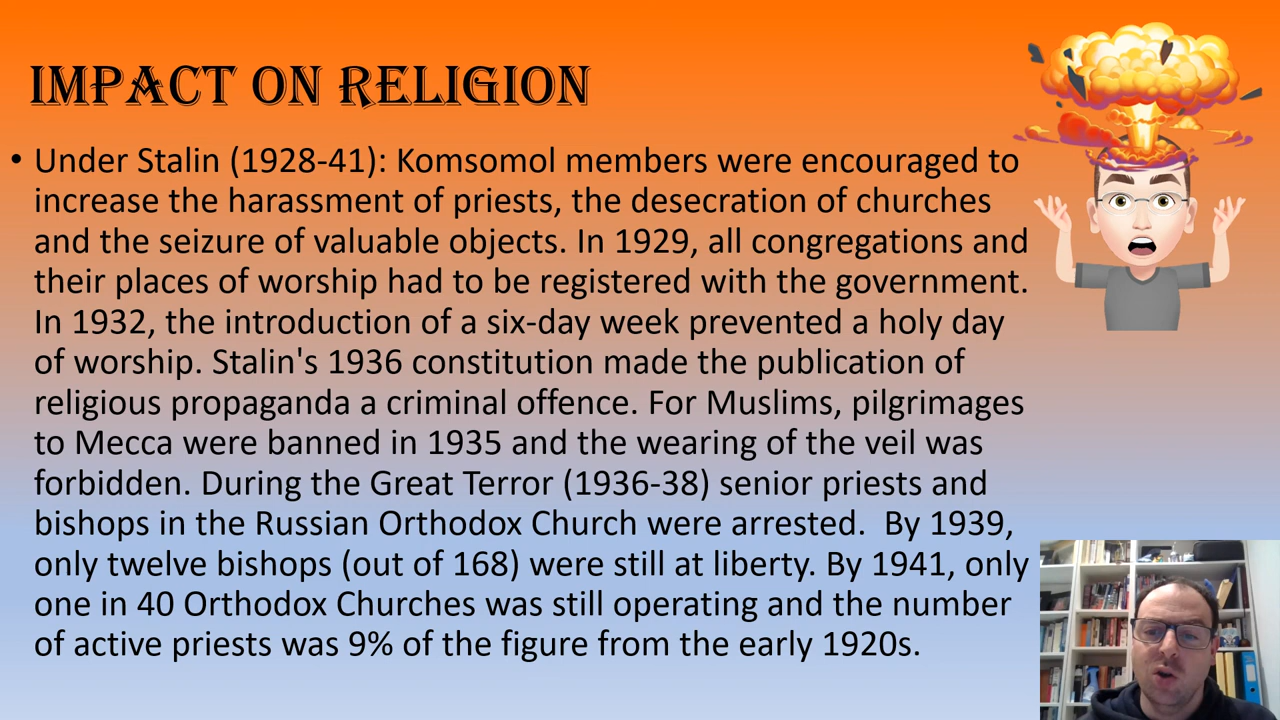 IMPACT ON RELIGION
• Under Stalin (1928-41): Komsomol members were encouraged to
increase the harassment of priests, the desecration of churches
and the seizure of valuable objects. In 1929, all congregations and
their places of worship had to be registered with the government.
In 1932, the introduction of a six-day week prevented a holy day
of worship. Stalin's 1936 constitution made the publication of
religious propaganda a criminal offence. For Muslims, pilgrimages
to Mecca were banned in 1935 and the wearing of the veil was
forbidden. During the Great Terror (1936-38) senior priests and
bishops in the Russian Orthodox Church were arrested.  By 1939,
only twelve bishops (out of 168) were still at liberty. By 1941, only
one in 40 Orthodox Churches was still operating and the number
of active priests was 9% of the figure from the early 1920s.